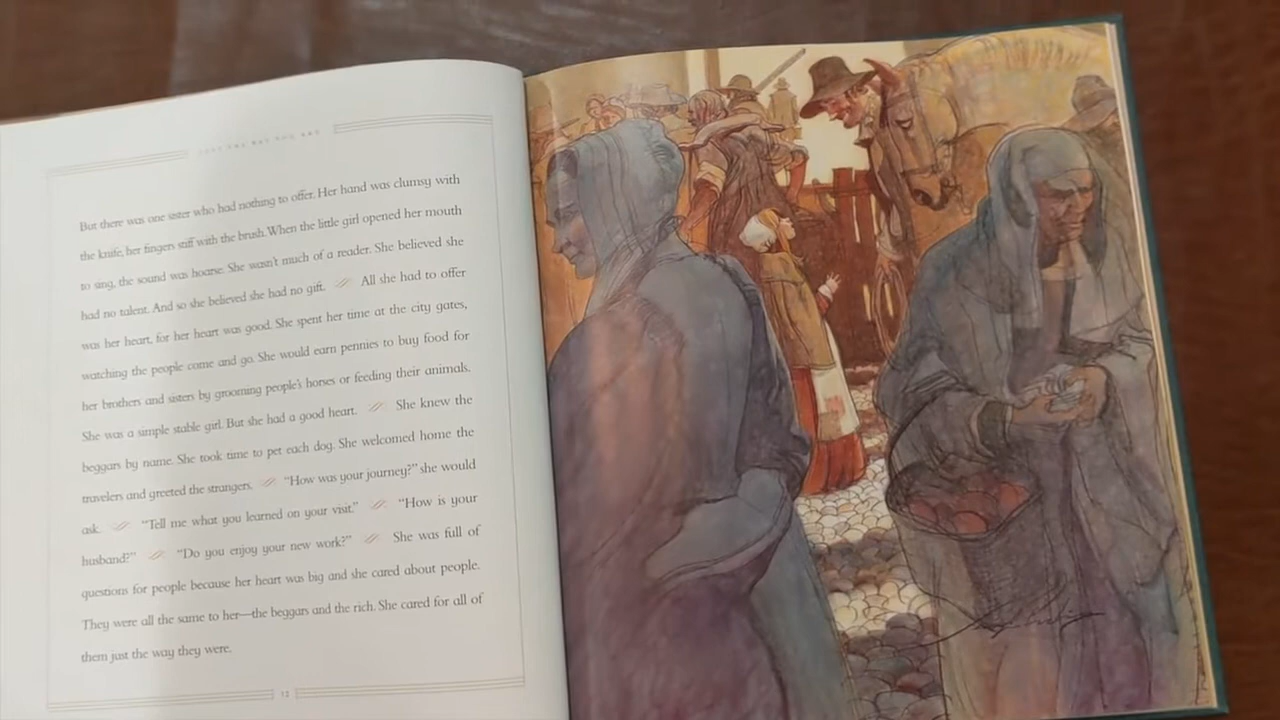 JUST THE WAY YOU ARE
But there was one sister who had nothing to offer. Her hand was clumsy with
the knife, her fingers stiff with the brush. When the little girl opened her mouth
to sing, the sound was hoarse. She wasn't much of a reader. She believed she
had no talent. And so she believed she had no gift. All she had to offer
was her heart, for her heart was good. She spent her time at the city gates,
watching the people come and go. She would earn pennies to buy food for
her brothers and sisters by grooming people's horses or feeding their animals.
She was a simple stable girl. But she had a good heart. She knew the
beggars by name. She took time to pet each dog. She welcomed home the
travelers and greeted the strangers. "How was your journey?" she would
ask. "Tell me what you learned on your visit." "How is your
husband?" "Do you enjoy your new work?" She was full of
questions for people because her heart was big and she cared about people.
They were all the same to her—the beggars and the rich. She cared for all of
them just the way they were.
12